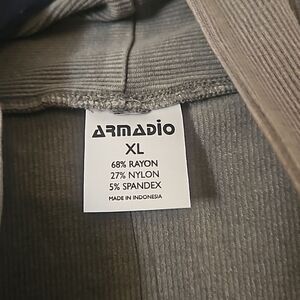 ARMADiO
XL
68% RAYON
27% NYLON
5% SPANDEX
MADE IN INDONESIA